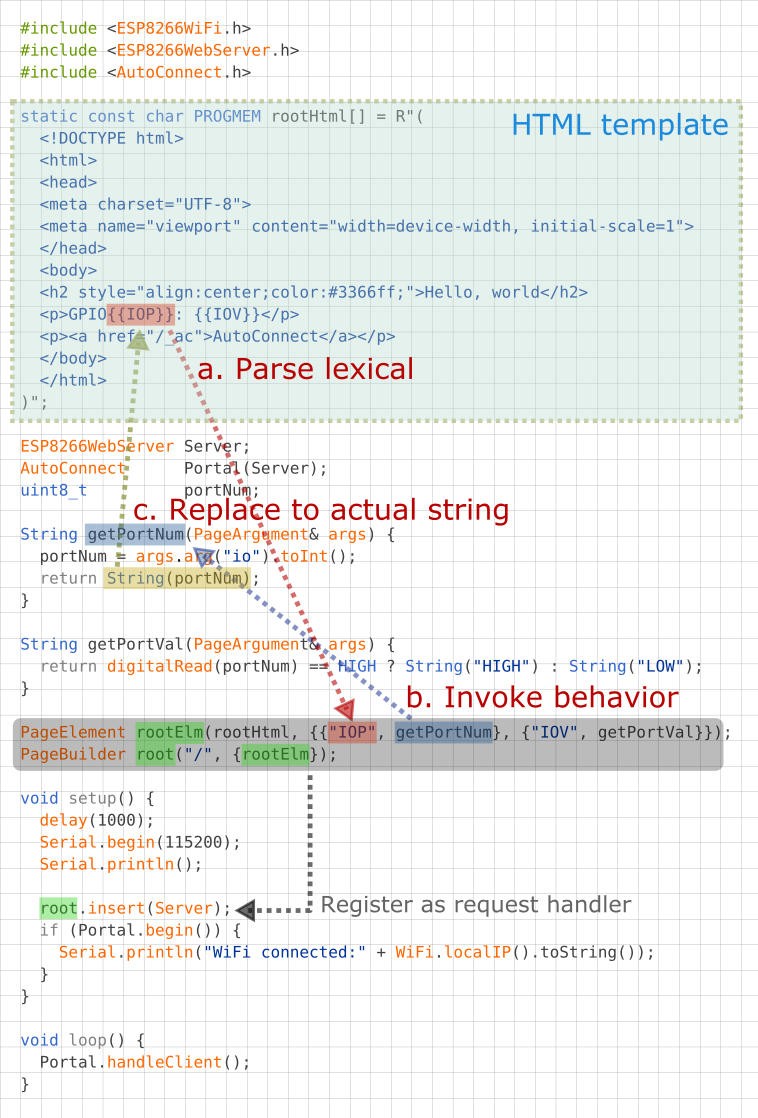 #include <ESP8266WiFi.h>
#include <ESP8266WebServer.h>
#include <AutoConnect.h>
static const char PROGMEM rootHtml[] = R"(
HTML template
<!DOCTYPE html>
<html>
<head>
<meta charset="UTF-8">
<meta name="viewport" content="width=device-width, initial-scale=1">
</head>
<body>
<h2 style="align:center;color:#3366ff;">Hello, world</h2>
<p>GPIO{{IOP}}: {{IOV}}</p>
<p><a href="/_ac">AutoConnect</a></p>
</body>
a. Parse lexical
</html>
)";
ESP8266WebServer Server;
AutoConnect Portal(Server);
uint8_t portNum;
c. Replace to actual string
String getPortNum(PageArgument& args) {
portNum = args.arg("io").toInt();
return String(portNum);
}
String getPortVal(PageArgument& args) {
return digitalRead(portNum) == HIGH ? String("HIGH") : String("LOW");
}
b. Invoke behavior
PageElement rootElm(rootHtml, {{"IOP", getPortNum}, {"IOV", getPortVal}});
PageBuilder root("/", {rootElm});
void setup() {
delay(1000);
Serial.begin(115200);
Serial.println();
root.insert(Server);
Register as request handler
if (Portal.begin()) {
Serial.println("WiFi connected:" + WiFi.localIP().toString());
}
}
void loop() {
Portal.handleClient();
}